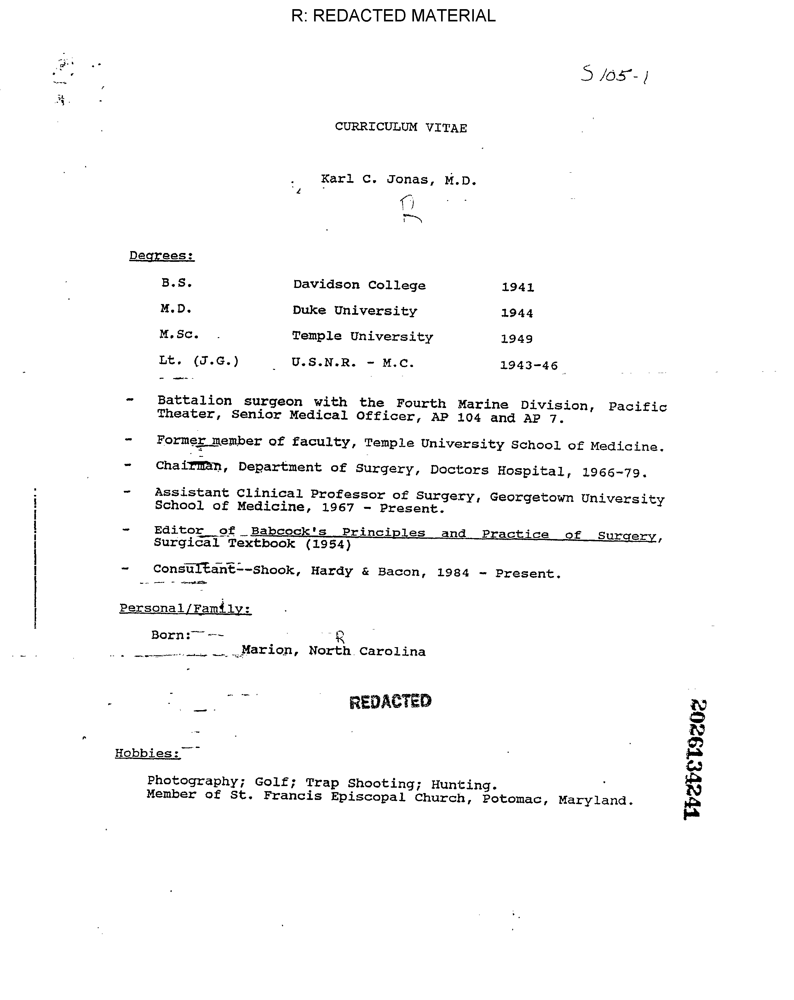 R: REDACTED MATERIAL
S 105-1
CURRICULUM VITAE
Karl C. Jonas, M.D.
Degrees:
B.S. Davidson College 1941
M.D. Duke University 1944
M.Sc. Temple University 1949
Lt. (J.G.) U.S.N.R. - M.C. 1943-46
- Battalion surgeon with the Fourth Marine Division, Pacific
Theater, Senior Medical Officer, AP 104 and AP 7.
- Former member of faculty, Temple University School of Medicine.
- Chairman, Department of Surgery, Doctors Hospital, 1966-79.
- Assistant Clinical Professor of Surgery, Georgetown University
School of Medicine, 1967 - Present.
- Editor of Babcock's Principles and Practice of Surgery,
Surgical Textbook (1954)
- Consultant--Shook, Hardy & Bacon, 1984 - Present.
Personal/Family:
Born:
R
Marion, North Carolina
REDACTED
Hobbies:
Photography; Golf; Trap Shooting; Hunting.
Member of St. Francis Episcopal Church, Potomac, Maryland.
2026134241